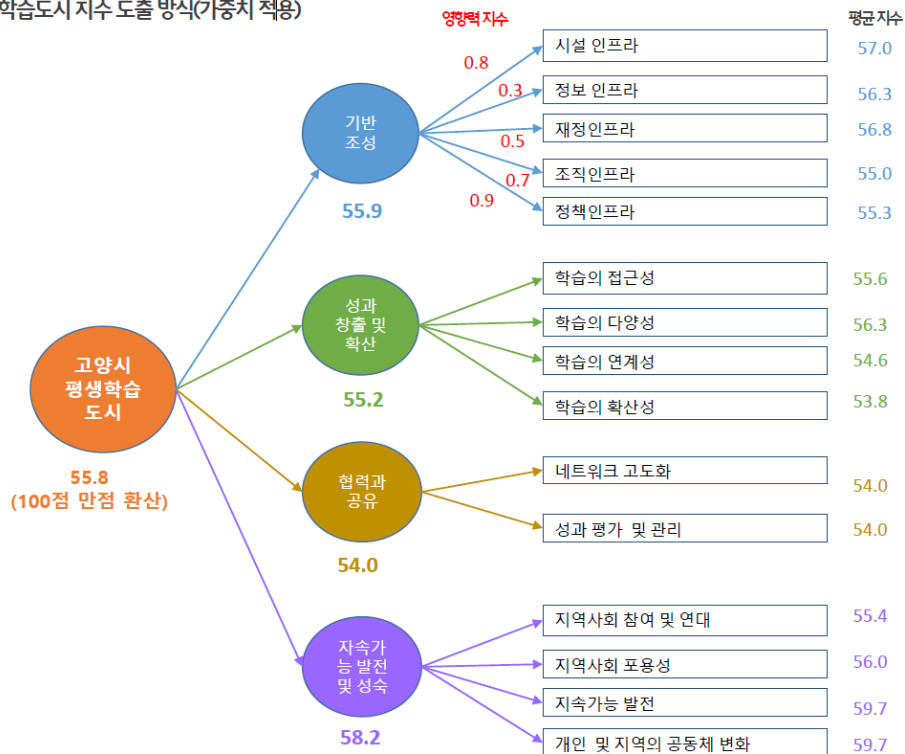 학습도시 지수 도출 방식(가중치 적용)
영향력 지수
평균 지수
고양시
평생학습
도시
55.8
(100점 만점 환산)
기반
조성
55.9
0.8
0.3
0.5
0.7
0.9
시설 인프라
57.0
정보 인프라
56.3
재정인프라
56.8
조직인프라
55.0
정책인프라
55.3
성과
창출 및
확산
55.2
학습의 접근성
55.6
학습의 다양성
56.3
학습의 연계성
54.6
학습의 확산성
53.8
협력과
공유
54.0
네트워크 고도화
54.0
성과 평가 및 관리
54.0
자속가
능 발전
및 성숙
58.2
지역사회 참여 및 연대
55.4
지역사회 포용성
56.0
지속가능 발전
59.7
개인 및 지역의 공동체 변화
59.7